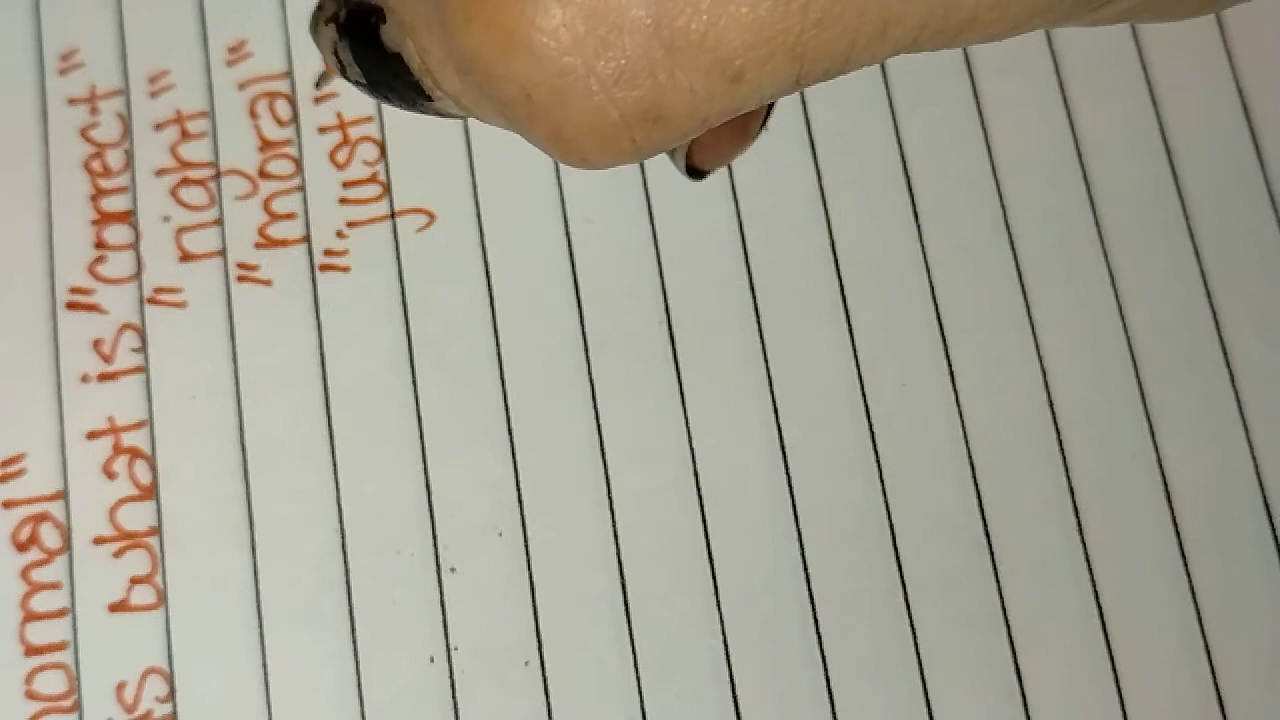 normal"
is what is "correct"
"right"
"moral"
"just"